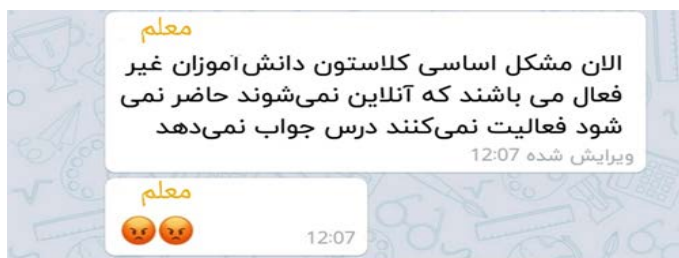 معلم
الان مشکل اساسی کلاستون دانش‌آموزان غیر
فعال می باشند که آنلاین نمی‌شوند حاضر نمی
شود فعالیت نمی‌کنند درس جواب نمی‌دهد
ویرایش شده 12:07
معلم
😡😡
12:07